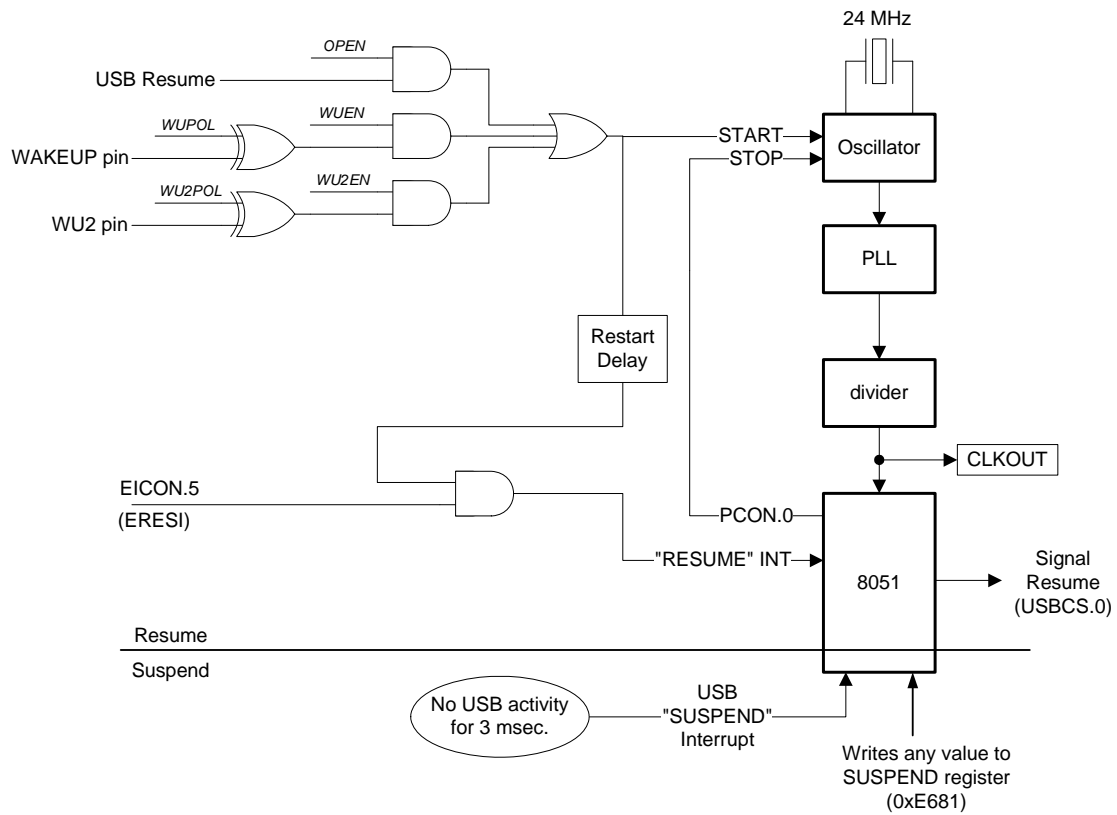 24 MHz
OPEN
USB Resume
WUPOL
WUEN
WAKEUP pin
START
STOP
Oscillator
WU2POL
WU2EN
WU2 pin
PLL
Restart
Delay
divider
CLKOUT
EICON.5
(ERESI)
PCON.0
"RESUME" INT
8051
Signal
Resume
(USBCS.0)
Resume
Suspend
No USB activity
for 3 msec.
USB
"SUSPEND"
Interrupt
Writes any value to
SUSPEND register
(0xE681)